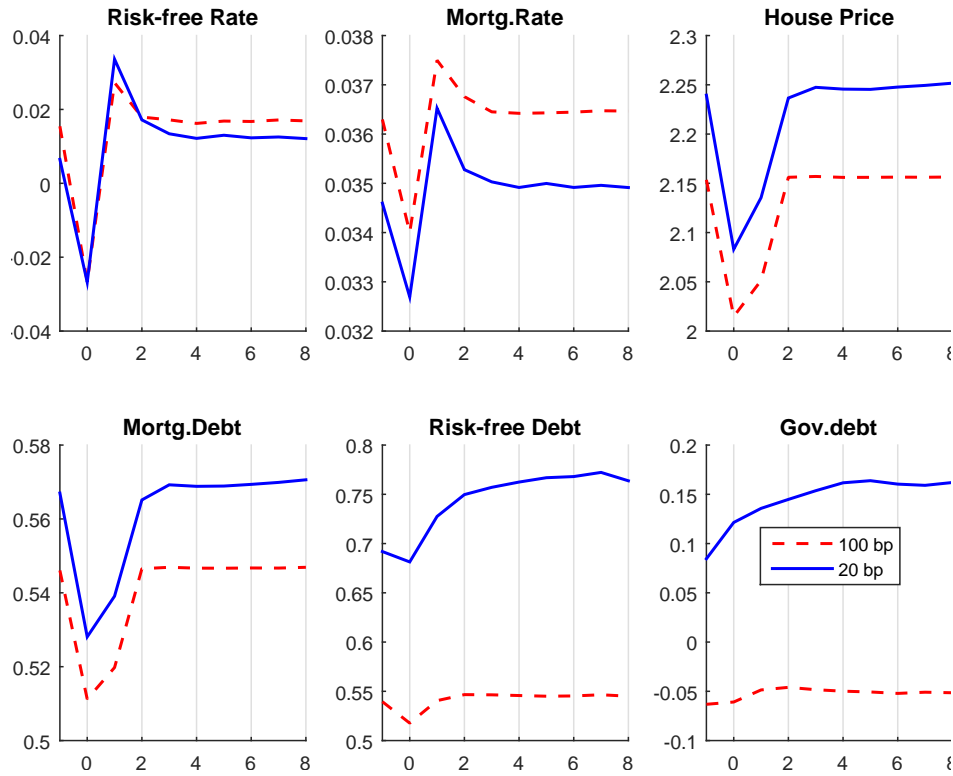 Risk-free Rate
0.04
0.02
0
-0.02
-0.04
0 2 4 6 8
Mortg.Rate
0.038
0.037
0.036
0.035
0.034
0.033
0.032
0 2 4 6 8
House Price
2.3
2.25
2.2
2.15
2.1
2.05
2
0 2 4 6 8
Mortg.Debt
0.58
0.56
0.54
0.52
0.5
0 2 4 6 8
Risk-free Debt
0.8
0.75
0.7
0.65
0.6
0.55
0.5
0 2 4 6 8
Gov.debt
0.2
0.15
0.1
0.05
0
-0.05
-0.1
0 2 4 6 8
100 bp
20 bp